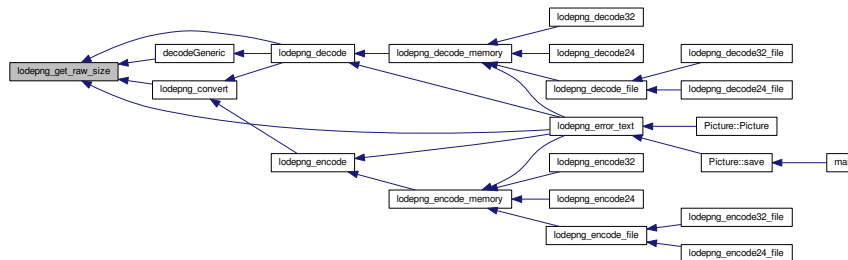 lodepng_get_raw_size
decodeGeneric
lodepng_convert
lodepng_decode
lodepng_encode
lodepng_decode_memory
lodepng_encode_memory
lodepng_decode32
lodepng_decode24
lodepng_decode_file
lodepng_error_text
lodepng_encode32
lodepng_encode24
lodepng_encode_file
lodepng_decode32_file
lodepng_decode24_file
Picture::Picture
Picture::save
lodepng_encode32_file
lodepng_encode24_file